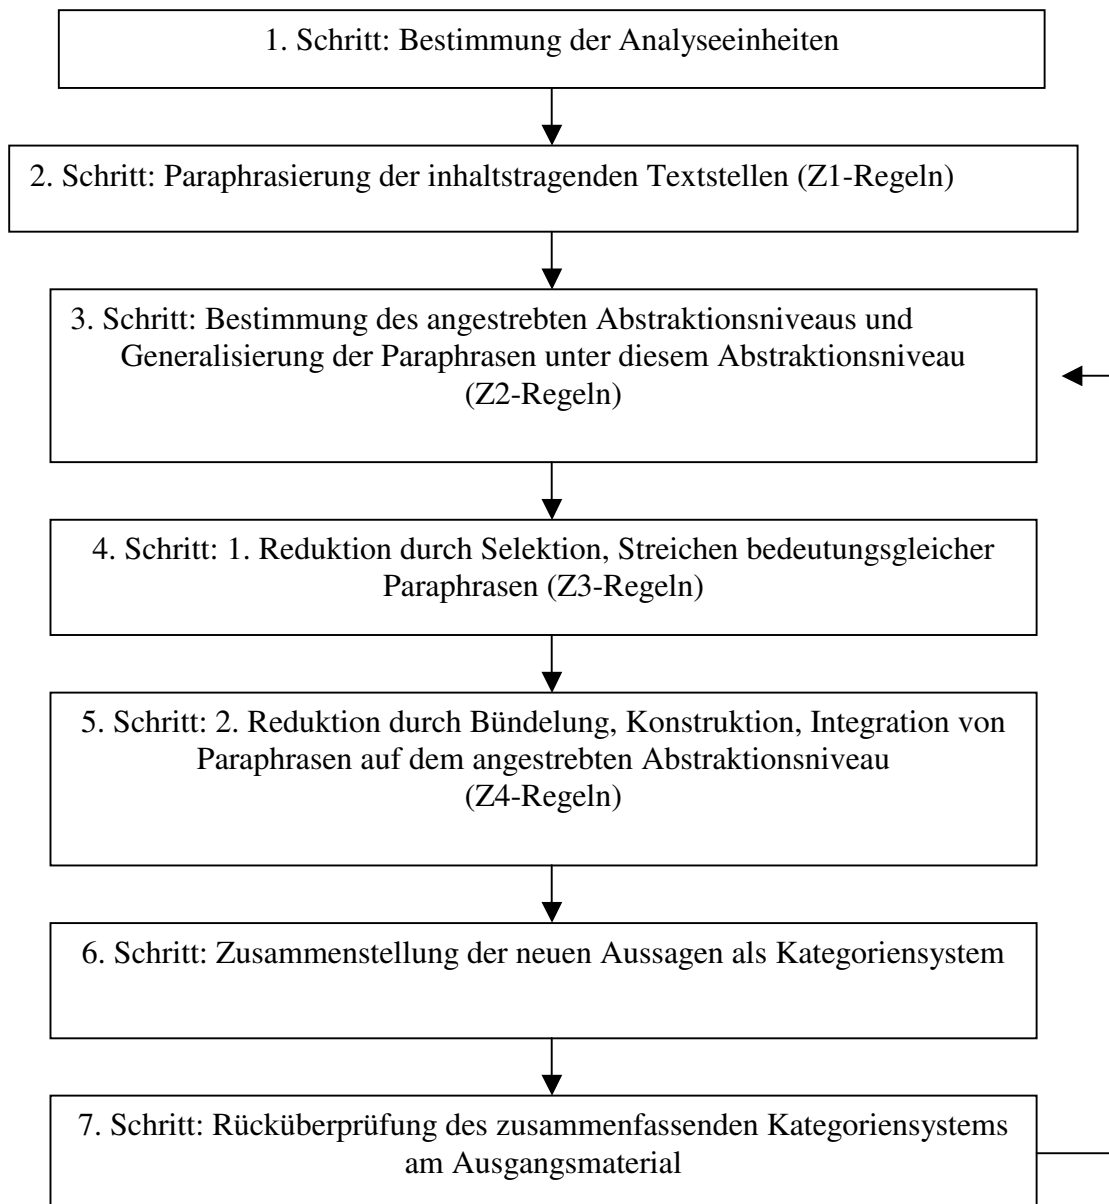 1. Schritt: Bestimmung der Analyseeinheiten
2. Schritt: Paraphrasierung der inhaltstragenden Textstellen (Z1-Regeln)
3. Schritt: Bestimmung des angestrebten Abstraktionsniveaus und
Generalisierung der Paraphrasen unter diesem Abstraktionsniveau
(Z2-Regeln)
4. Schritt: 1. Reduktion durch Selektion, Streichen bedeutungsgleicher
Paraphrasen (Z3-Regeln)
5. Schritt: 2. Reduktion durch Bündelung, Konstruktion, Integration von
Paraphrasen auf dem angestrebten Abstraktionsniveau
(Z4-Regeln)
6. Schritt: Zusammenstellung der neuen Aussagen als Kategoriensystem
7. Schritt: Rücküberprüfung des zusammenfassenden Kategoriensystems
am Ausgangsmaterial